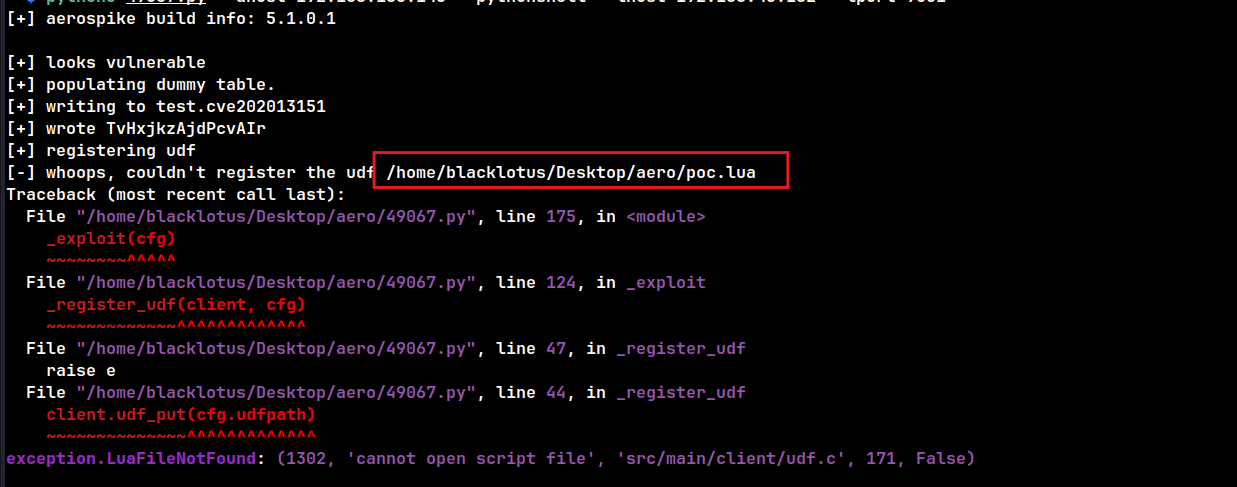 [+] aerospike build info: 5.1.0.1
[+] looks vulnerable
[+] populating dummy table.
[+] writing to test.cve202013151
[+] wrote TvHxjkzAjdPcvAIr
[+] registering udf
[-] whoops, couldn't register the udf /home/blacklotus/Desktop/aero/poc.lua
Traceback (most recent call last):
  File "/home/blacklotus/Desktop/aero/49067.py", line 175, in <module>
    _exploit(cfg)
    ~~~~~~~~^^^^^
  File "/home/blacklotus/Desktop/aero/49067.py", line 124, in _exploit
    _register_udf(client, cfg)
    ~~~~~~~~~~~~~^^^^^^^^^^^^^
  File "/home/blacklotus/Desktop/aero/49067.py", line 47, in _register_udf
    raise e
  File "/home/blacklotus/Desktop/aero/49067.py", line 44, in _register_udf
    client.udf_put(cfg.udfpath)
    ~~~~~~~~~~~~~~^^^^^^^^^^^^^
exception.LuaFileNotFound: (1302, 'cannot open script file', 'src/main/client/udf.c', 171, False)